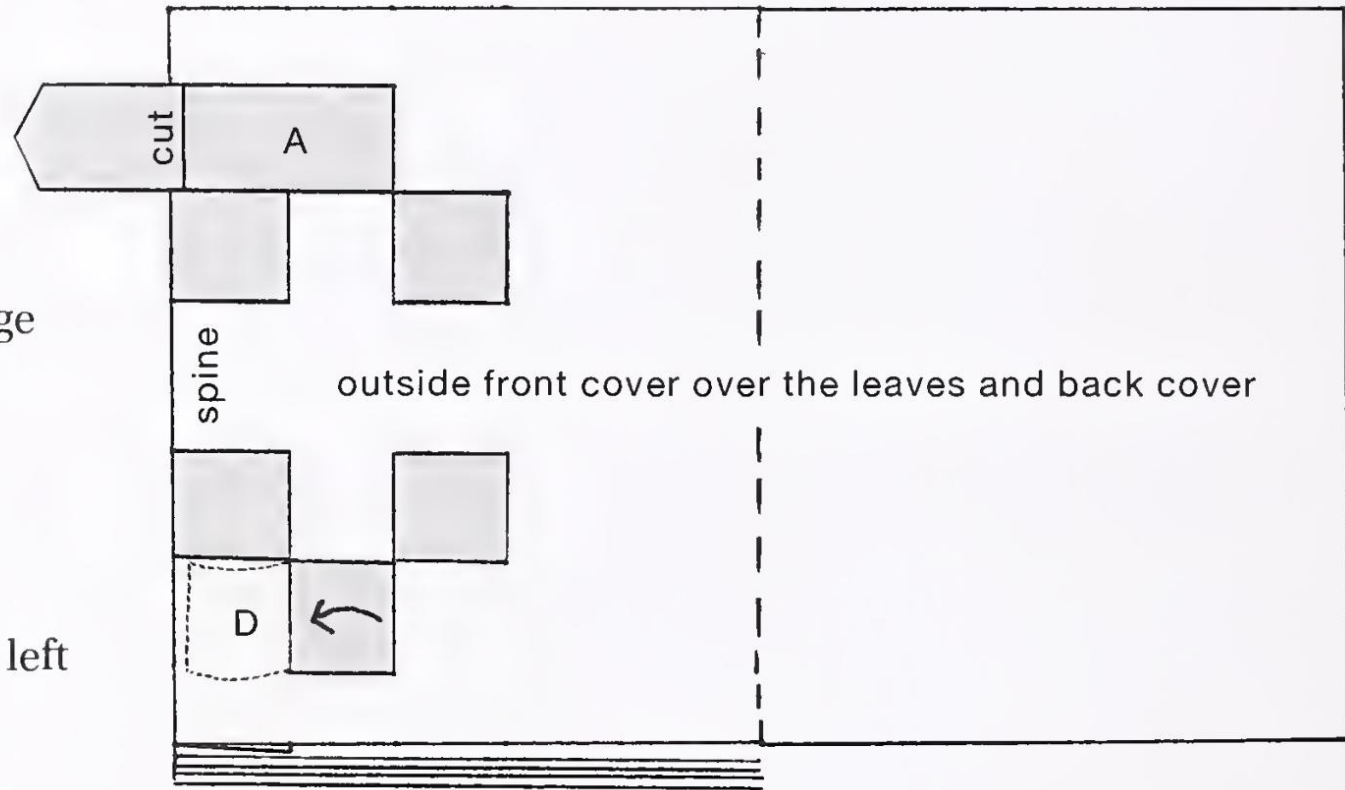 cut
A
ge
spine
outside front cover over the leaves and back cover
D
left